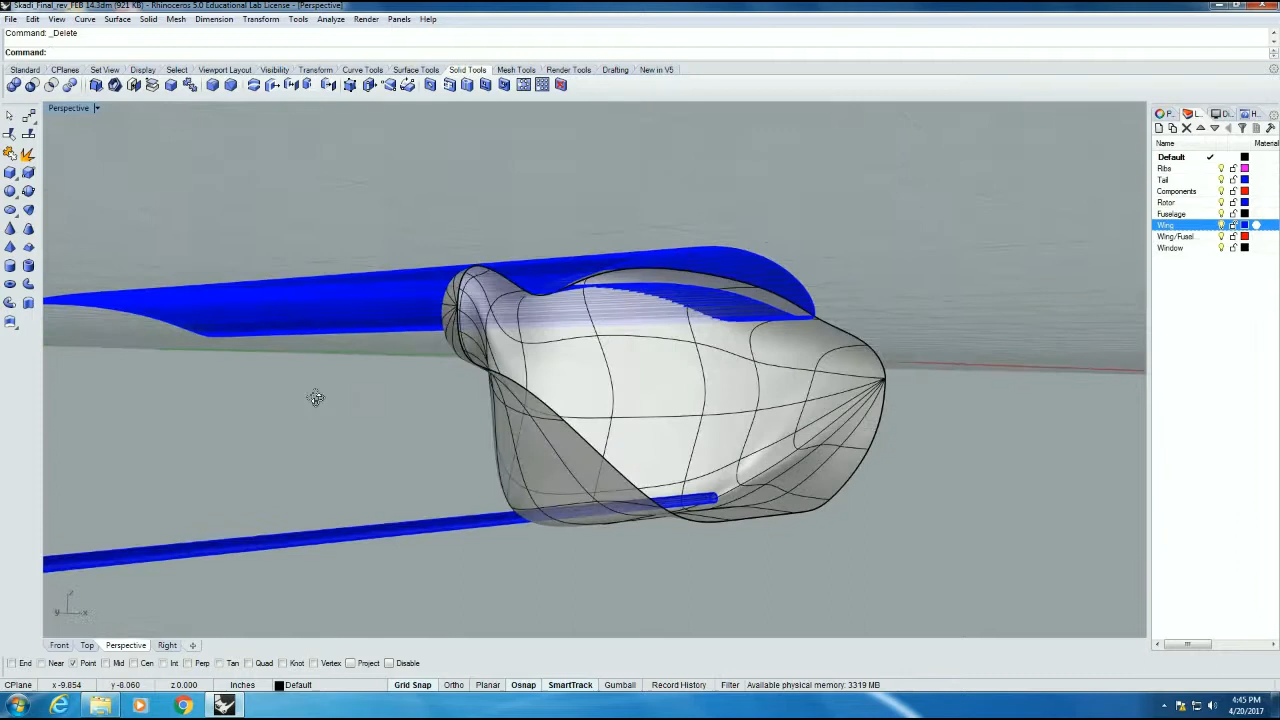 Skadi_Final_rev_FEB 14.3dm (921 KB) - Rhinoceros 5.0 Educational Lab License - [Perspective]
File Edit View Curve Surface Solid Mesh Dimension Transform Tools Analyze Render Panels Help
Command: _Delete
Command:
Standard CPlanes Set View Display Select Viewport Layout Visibility Transform Curve Tools Surface Tools Solid Tools Mesh Tools Render Tools Drafting New in V5
Perspective
P... L... Di... H...
Name Material
Default
Ribs
Tail
Components
Rotor
Fuselage
Wing
Wing/Fusel
Window
z
y x
Front Top Perspective Right
End Near Point Mid Cen Int Perp Tan Quad Knot Vertex Project Disable
CPlane x -9.854 y -8.060 z 0.000 Inches Default Grid Snap Ortho Planar Osnap SmartTrack Gumball Record History Filter Available physical memory: 3319 MB
4:45 PM
4/20/2017